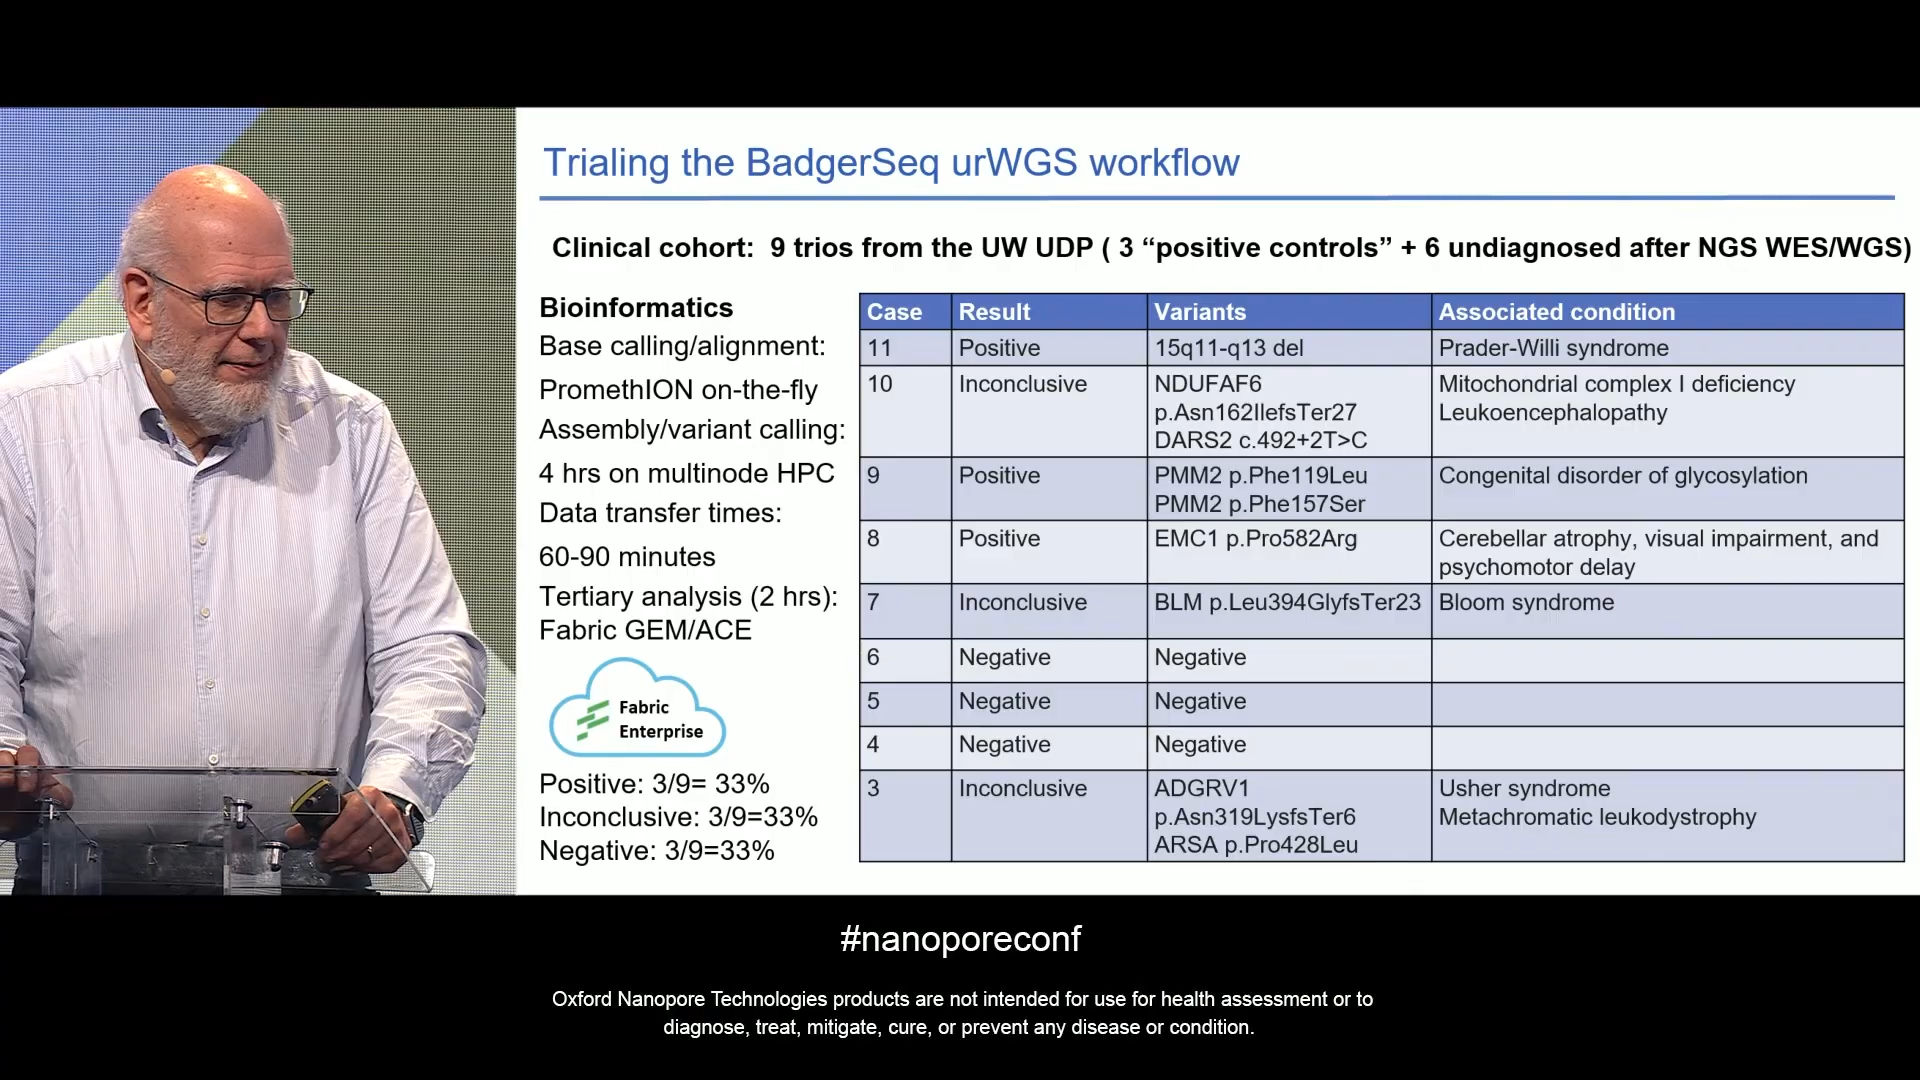 Trialing the BadgerSeq urWGS workflow
Clinical cohort: 9 trios from the UW UDP ( 3 “positive controls” + 6 undiagnosed after NGS WES/WGS)
Bioinformatics
Base calling/alignment:
PromethION on-the-fly
Assembly/variant calling:
4 hrs on multinode HPC
Data transfer times:
60-90 minutes
Tertiary analysis (2 hrs):
Fabric GEM/ACE
Fabric
Enterprise
Positive: 3/9= 33%
Inconclusive: 3/9=33%
Negative: 3/9=33%
Case Result Variants Associated condition
11 Positive 15q11-q13 del Prader-Willi syndrome
10 Inconclusive NDUFAF6 Mitochondrial complex I deficiency
p.Asn162IlefsTer27 Leukoencephalopathy
DARS2 c.492+2T>C
9 Positive PMM2 p.Phe119Leu Congenital disorder of glycosylation
PMM2 p.Phe157Ser
8 Positive EMC1 p.Pro582Arg Cerebellar atrophy, visual impairment, and
psychomotor delay
7 Inconclusive BLM p.Leu394GlyfsTer23 Bloom syndrome
6 Negative Negative
5 Negative Negative
4 Negative Negative
3 Inconclusive ADGRV1 Usher syndrome
p.Asn319LysfsTer6 Metachromatic leukodystrophy
ARSA p.Pro428Leu
#nanoporeconf
Oxford Nanopore Technologies products are not intended for use for health assessment or to
diagnose, treat, mitigate, cure, or prevent any disease or condition.